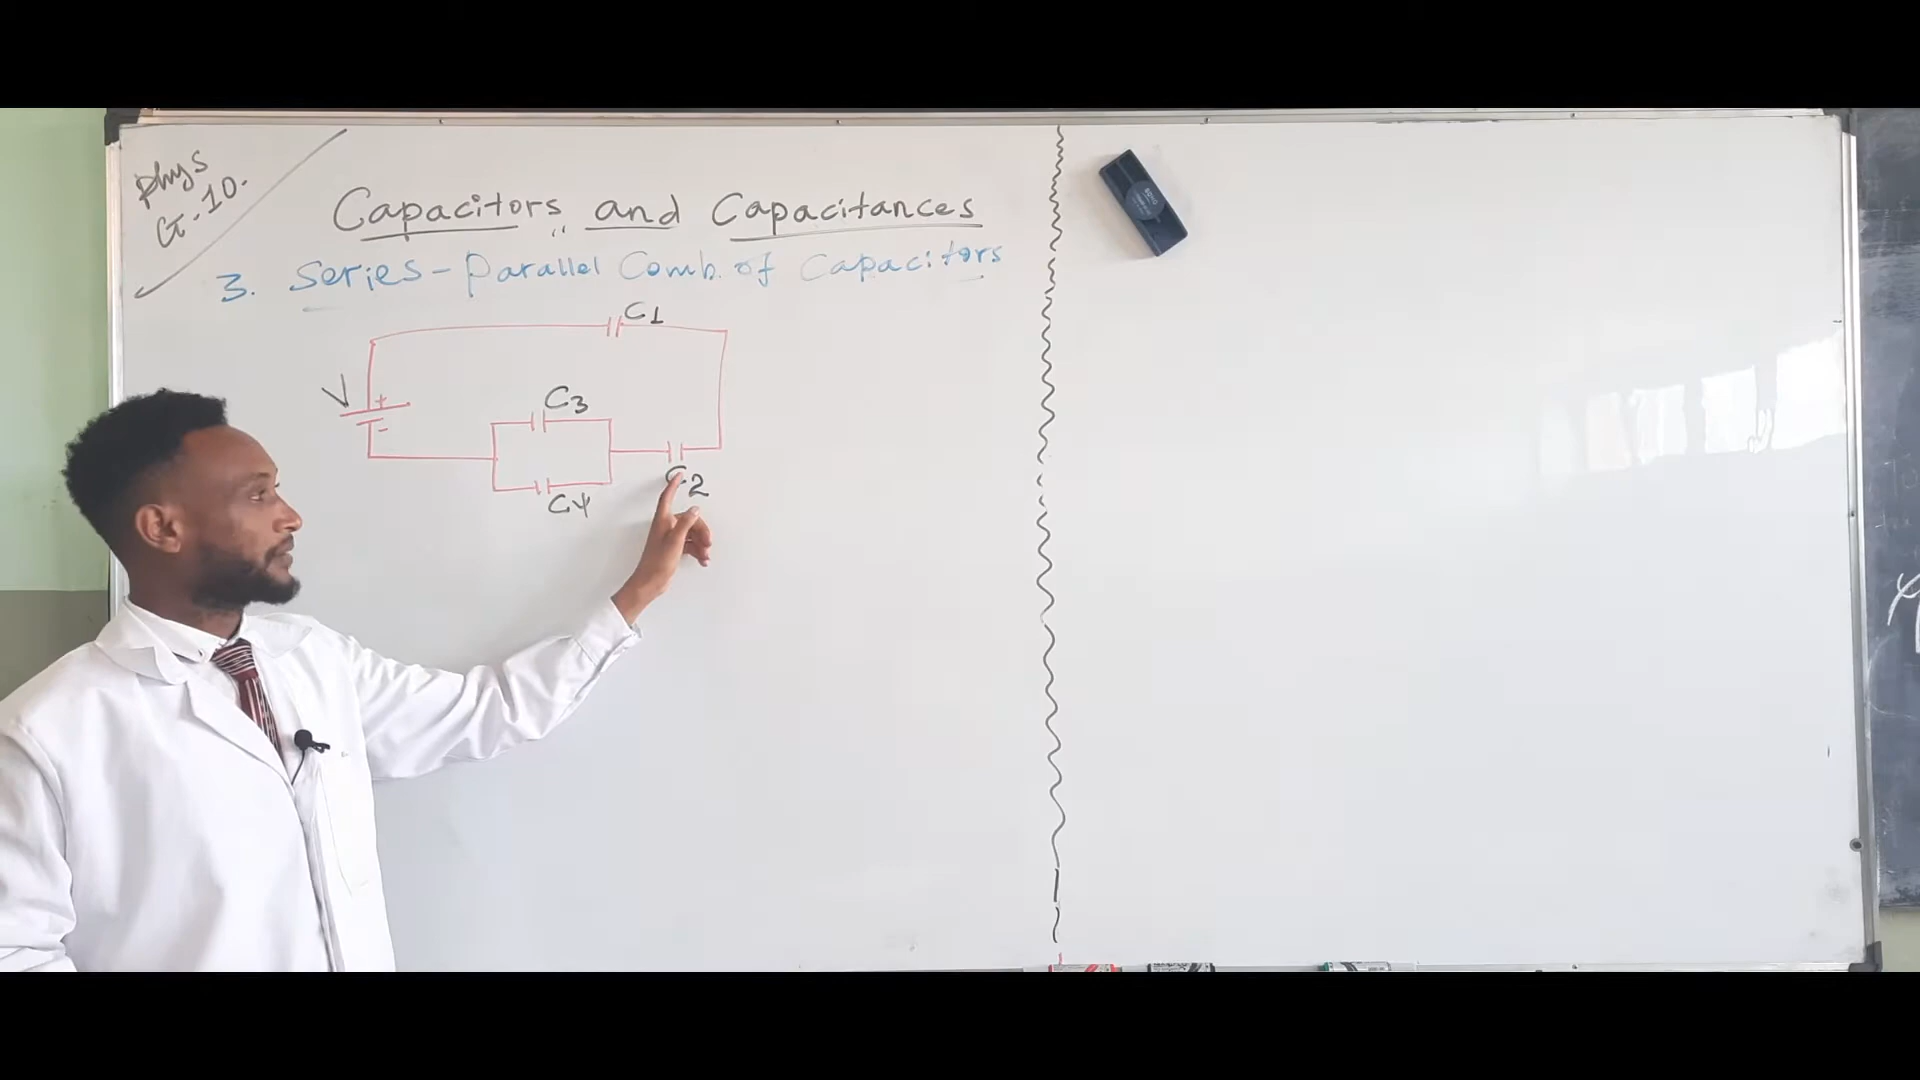 Phys
G-10.
Capacitors and Capacitances
3. Series-Parallel Comb. of Capacitors
C1
V
+
-
C3
C4
C2